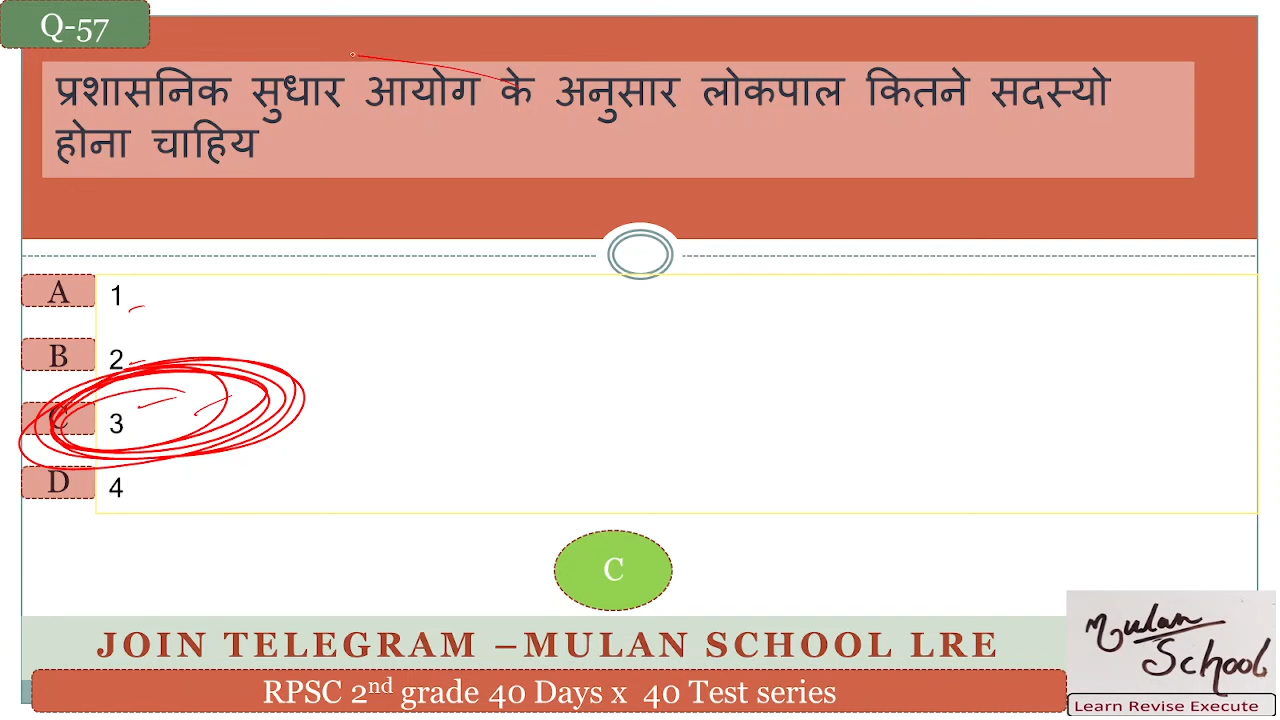 Q-57
प्रशासनिक सुधार आयोग के अनुसार लोकपाल कितने सदस्यो
होना चाहिय
A 1
B 2
C 3
D 4
C
JOIN TELEGRAM –MULAN SCHOOL LRE
RPSC 2nd grade 40 Days x 40 Test series
Mulan
School
Learn Revise Execute